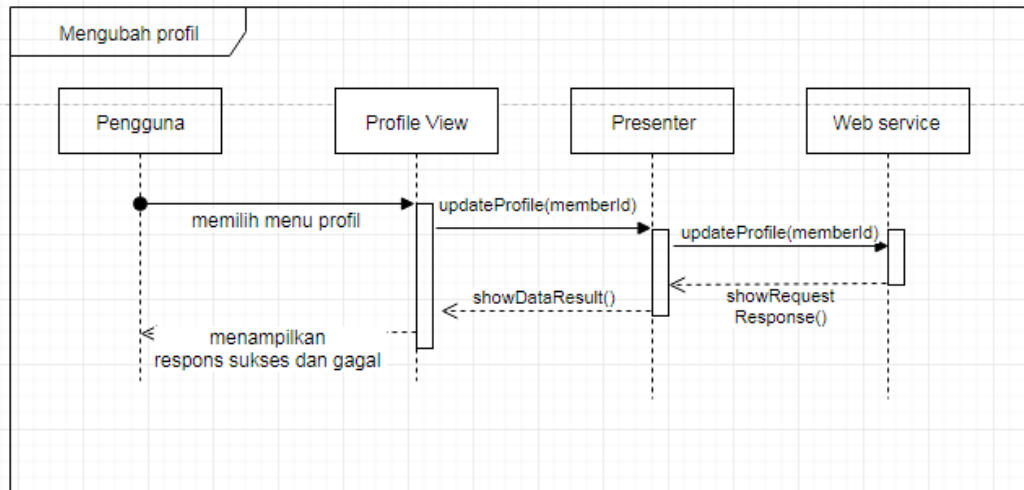 Mengubah profil
Pengguna
Profile View
Presenter
Web service
memilih menu profil
updateProfile(memberId)
updateProfile(memberId)
showRequest
Response()
showDataResult()
menampilkan
respons sukses dan gagal